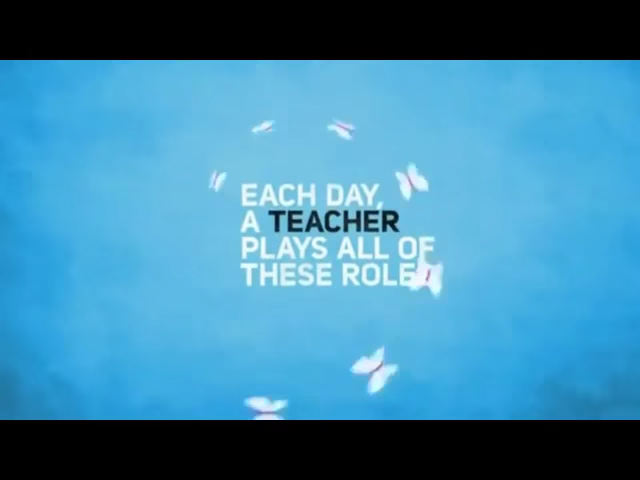 EACH DAY,
A TEACHER
PLAYS ALL OF
THESE ROLE